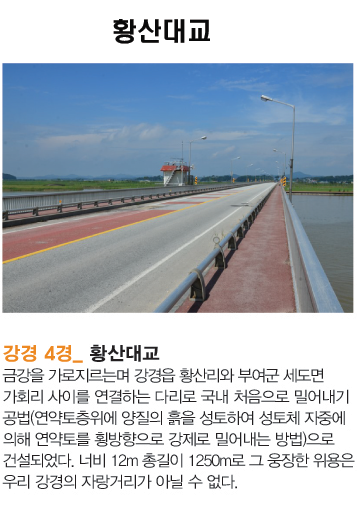 황산대교
강경 4경_ 황산대교
금강을 가로지르며 강경읍 황산리와 부여군 세도면
가회리 사이를 연결하는 다리로 국내 처음으로 밀어내기
공법(연약토층위에 양질의 흙을 성토하여 성토체 자중에
의해 연약토를 횡방향으로 강제로 밀어내는 방법)으로
건설되었다. 너비 12m 총길이 1250m로 그 웅장한 위용은
우리 강경의 자랑거리가 아닐 수 없다.